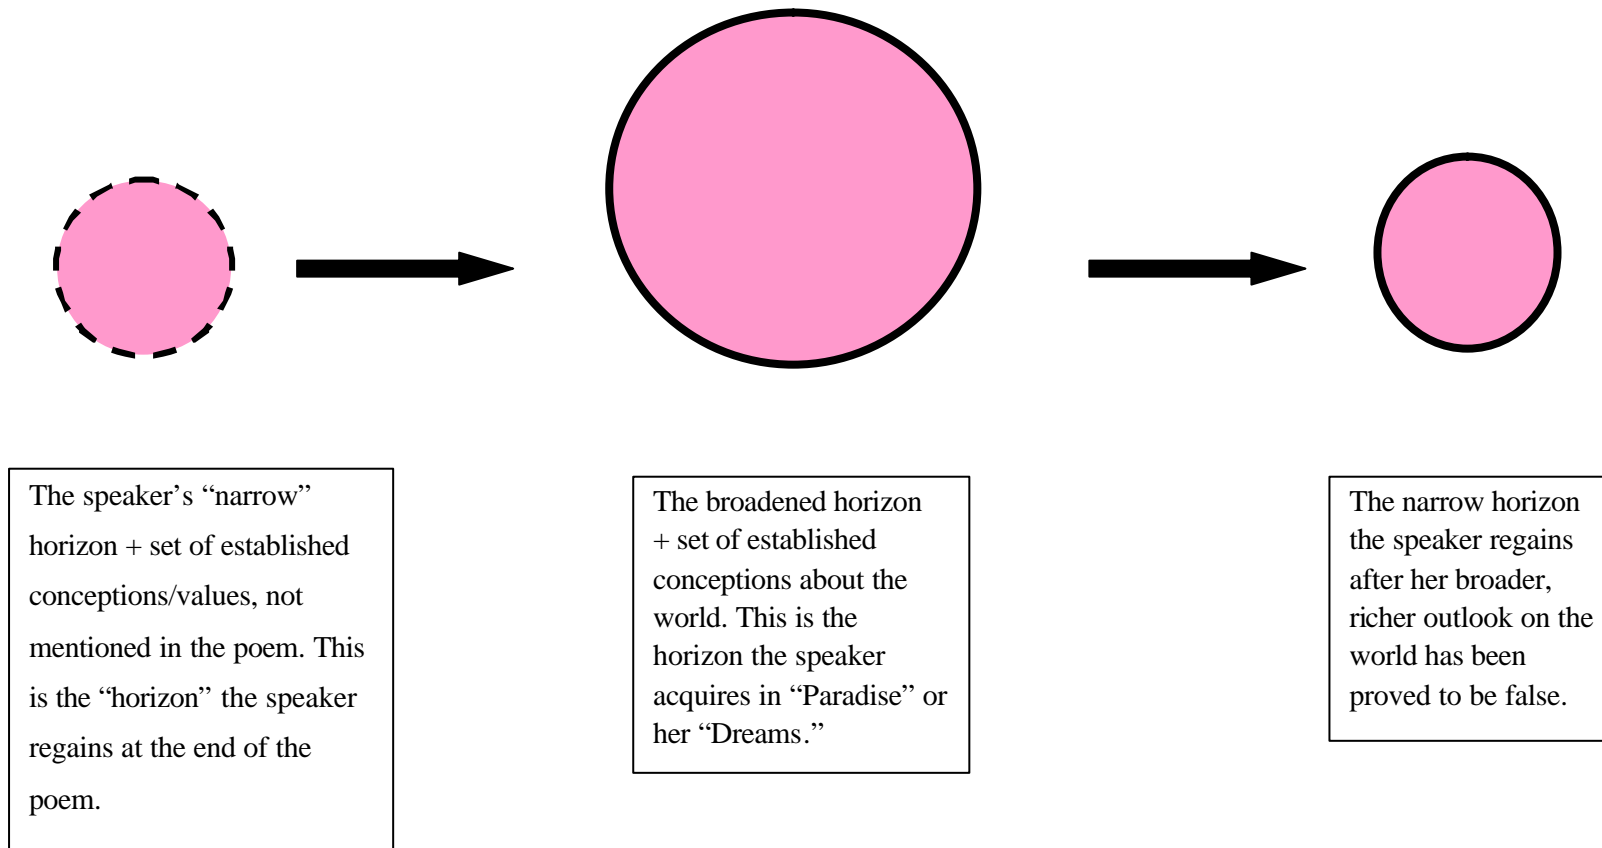 The speaker’s “narrow”
horizon + set of established
conceptions/values, not
mentioned in the poem. This
is the “horizon” the speaker
regains at the end of the
poem.
The broadened horizon
+ set of established
conceptions about the
world. This is the
horizon the speaker
acquires in “Paradise” or
her “Dreams.”
The narrow horizon
the speaker regains
after her broader,
richer outlook on the
world has been
proved to be false.